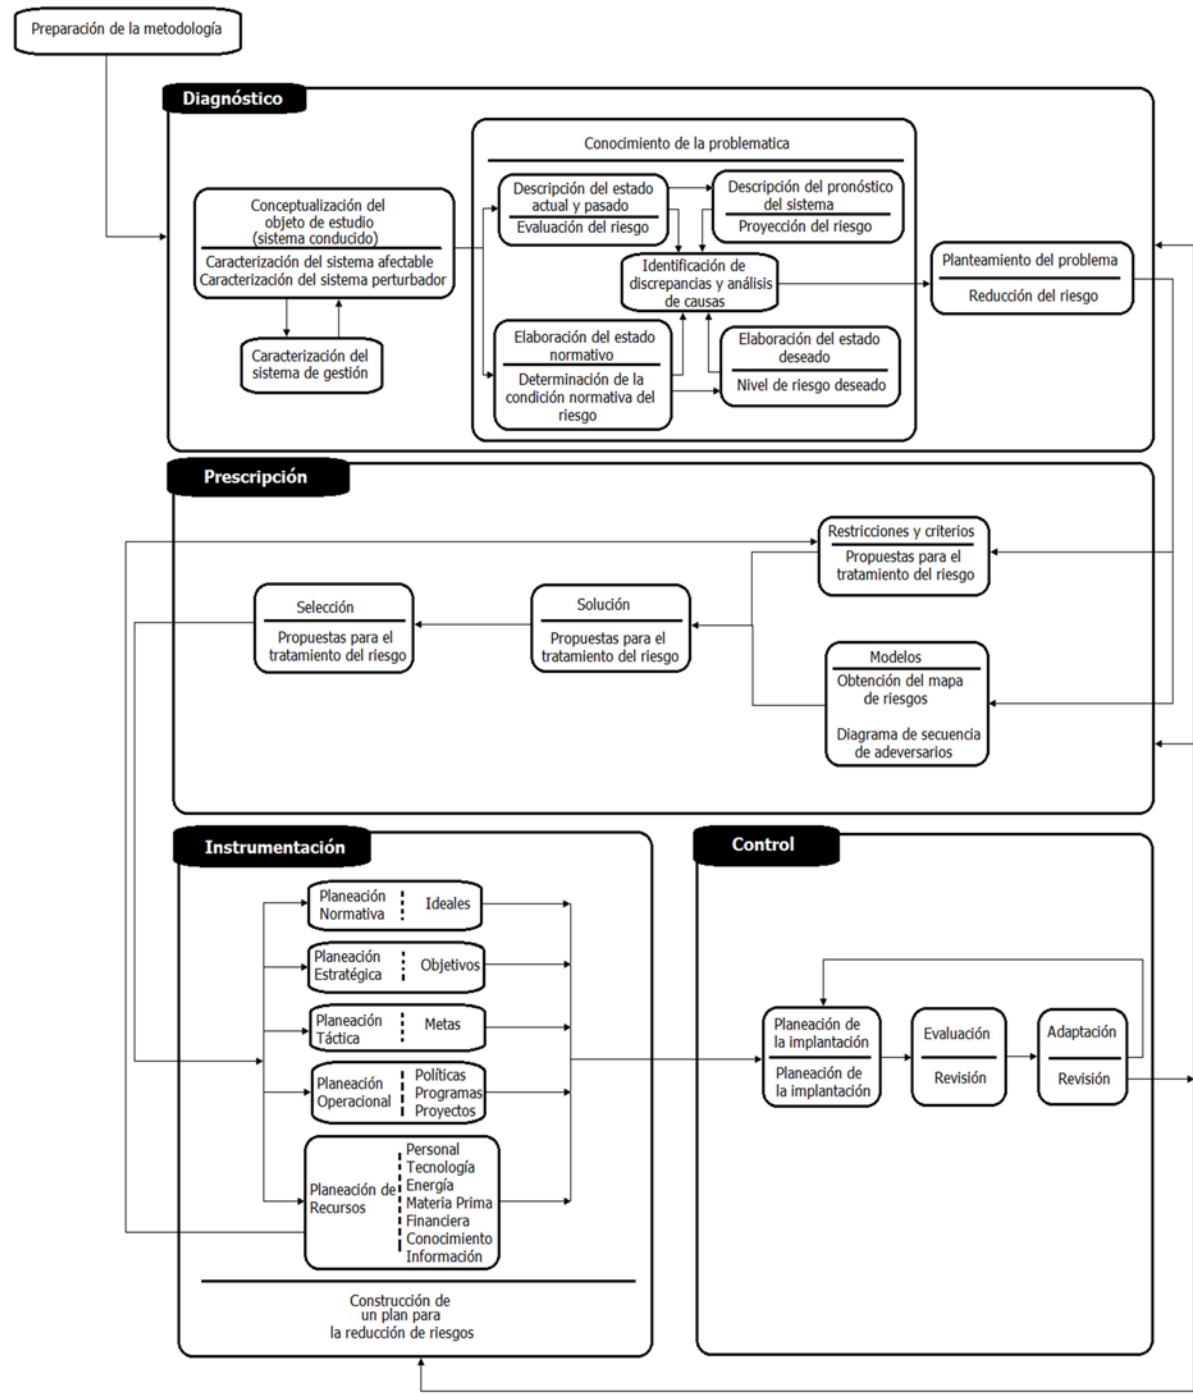 Preparación de la metodología
Diagnóstico
Conocimiento de la problematica
Conceptualización del
objeto de estudio
(sistema conducido)
Caracterización del sistema afectable
Caracterización del sistema perturbador
Caracterización del
sistema de gestión
Descripción del estado
actual y pasado
Evaluación del riesgo
Descripción del pronóstico
del sistema
Proyección del riesgo
Identificación de
discrepancias y análisis
de causas
Elaboración del estado
normativo
Determinación de la
condición normativa del
riesgo
Elaboración del estado
deseado
Nivel de riesgo deseado
Planteamiento del problema
Reducción del riesgo
Prescripción
Restricciones y criterios
Propuestas para el
tratamiento del riesgo
Selección
Propuestas para el
tratamiento del riesgo
Solución
Propuestas para el
tratamiento del riesgo
Modelos
Obtención del mapa
de riesgos
Diagrama de secuencia
de adeversarios
Instrumentación
Planeación
Normativa
Ideales
Planeación
Estratégica
Objetivos
Planeación
Táctica
Metas
Planeación
Operacional
Políticas
Programas
Proyectos
Planeación de
Recursos
Personal
Tecnología
Energía
Materia Prima
Financiera
Conocimiento
Información
Construcción de
un plan para
la reducción de riesgos
Control
Planeación de
la implantación
Planeación de
la implantación
Evaluación
Revisión
Adaptación
Revisión